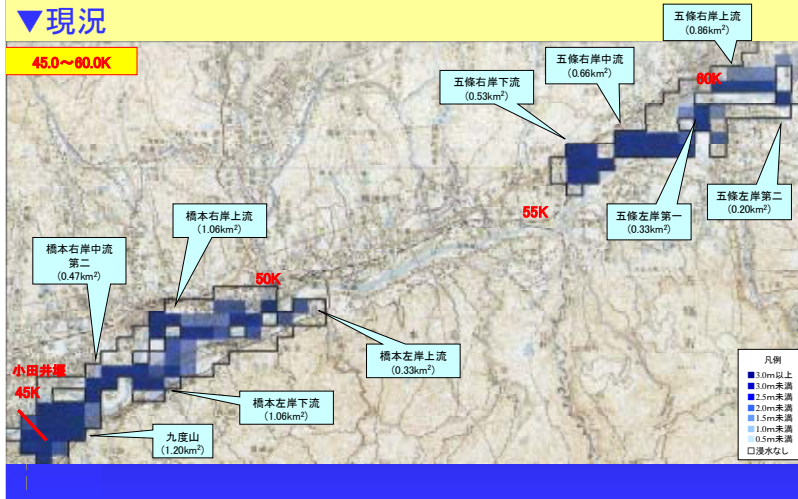 ▼現況
45.0～60.0K
五條右岸上流
(0.86km²)
五條右岸中流
(0.66km²)
五條右岸下流
(0.53km²)
60K
五條左岸第二
(0.20km²)
五條左岸第一
(0.33km²)
55K
橋本右岸上流
(1.06km²)
橋本右岸中流
第二
(0.47km²)
50K
橋本左岸上流
(0.33km²)
小田井堰
45K
橋本左岸下流
(1.06km²)
九度山
(1.20km²)
凡例
3.0m以上
3.0m未満
2.5m未満
2.0m未満
1.5m未満
1.0m未満
0.5m未満
浸水なし